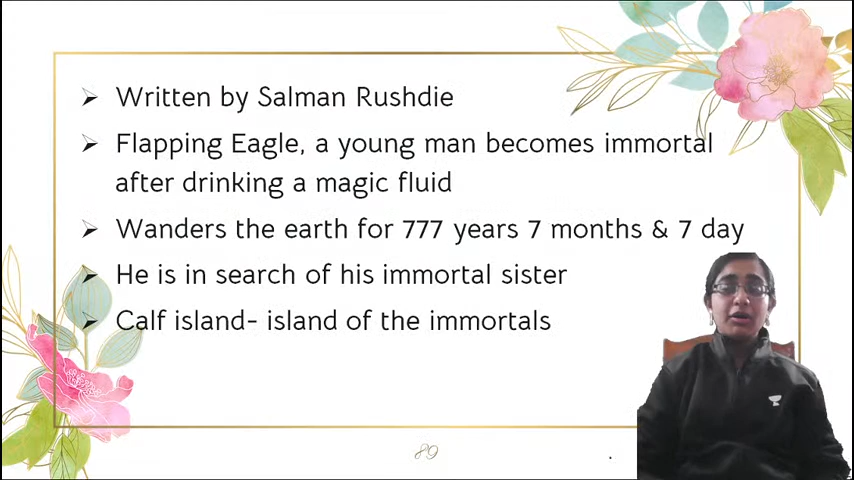 ➢ Written by Salman Rushdie
➢ Flapping Eagle, a young man becomes immortal
after drinking a magic fluid
➢ Wanders the earth for 777 years 7 months & 7 day
➢ He is in search of his immortal sister
➢ Calf island- island of the immortals
89